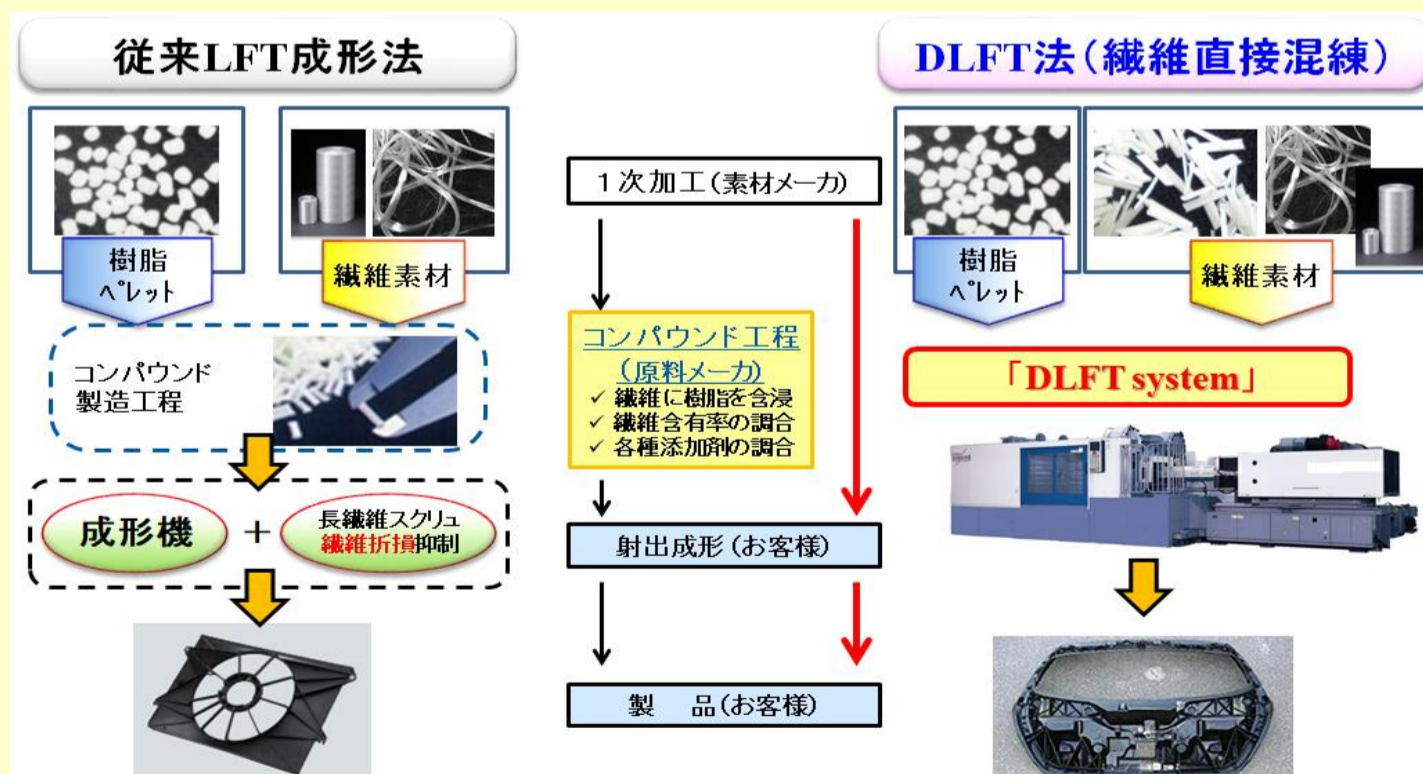 従来LFT成形法
樹脂
ペレット
繊維素材
コンパウンド
製造工程
成形機
+
長繊維スクリュ
繊維折損抑制
1次加工(素材メーカ)
コンパウンド工程
(原料メーカ)
✓ 繊維に樹脂を含浸
✓ 繊維含有率の調合
✓ 各種添加剤の調合
射出成形(お客様)
製 品(お客様)
DLFT法(繊維直接混練)
樹脂
ペレット
繊維素材
「DLFT system」